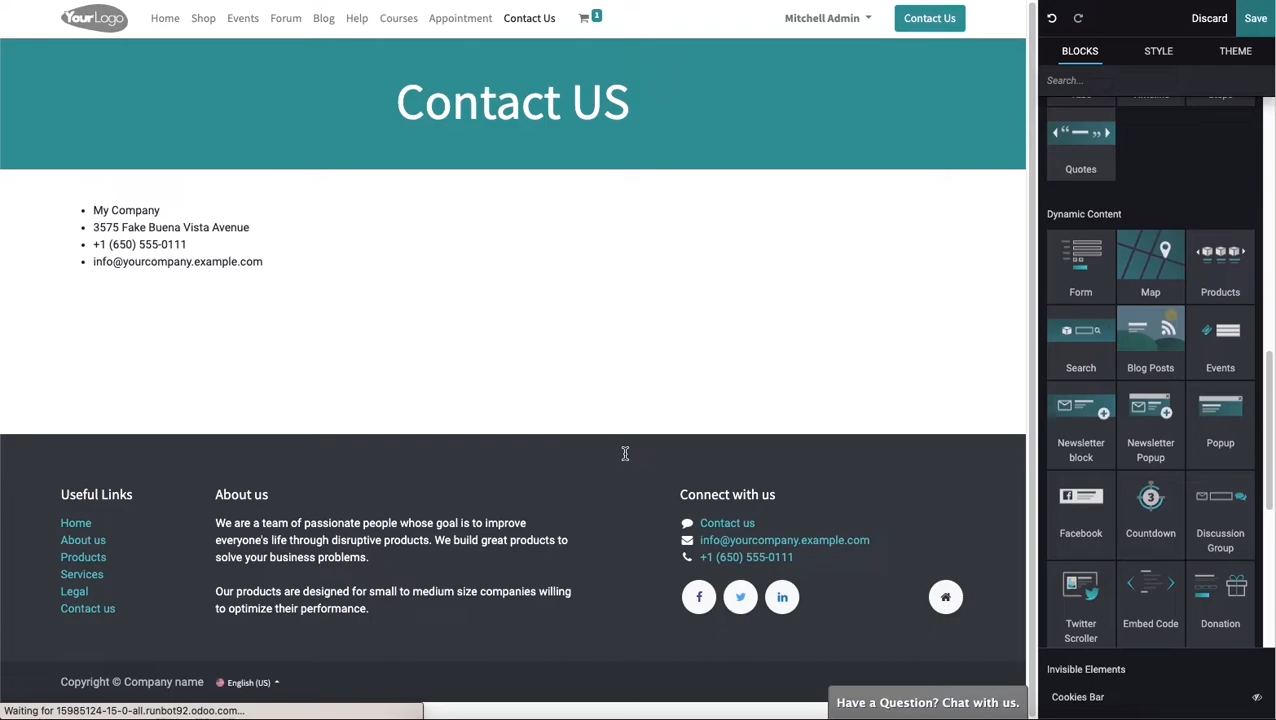 YourLogo
Home Shop Events Forum Blog Help Courses Appointment Contact Us 1 Mitchell Admin Contact Us
Discard Save
BLOCKS STYLE THEME
Search...
Contact US
Quotes
My Company
3575 Fake Buena Vista Avenue
+1 (650) 555-0111
info@yourcompany.example.com
Dynamic Content
Form Map Products
Search Blog Posts Events
Newsletter block
Newsletter Popup
Popup
Facebook
3
Countdown
Discussion Group
Twitter Scroller
Embed Code
Donation
Useful Links
Home
About us
Products
Services
Legal
Contact us
About us
We are a team of passionate people whose goal is to improve
everyone's life through disruptive products. We build great products to
solve your business problems.
Our products are designed for small to medium size companies willing
to optimize their performance.
Connect with us
Contact us
info@yourcompany.example.com
+1 (650) 555-0111
Copyright © Company name English (US)
Invisible Elements
Cookies Bar
Have a Question? Chat with us.
Waiting for 15985124-15-0-all.runbot92.odoo.com...